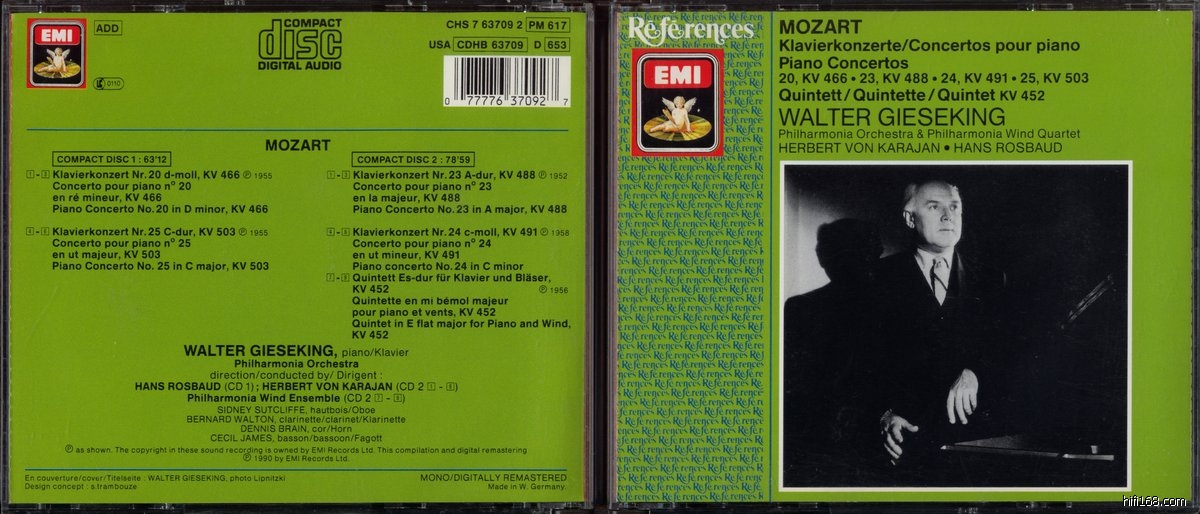 EMI
ADD
0110
COMPACT
disc
DIGITAL AUDIO
CHS 7 63709 2 PM 617
USA CDHB 63709 D 653
0 77776 37092 7
MOZART
COMPACT DISC 1 : 63'12
1 - 3 Klavierkonzert Nr.20 d-moll, KV 466 ℗ 1955
Concerto pour piano nº 20
en ré mineur, KV 466
Piano Concerto No.20 in D minor, KV 466
4 - 6 Klavierkonzert Nr.25 C-dur, KV 503 ℗ 1955
Concerto pour piano nº 25
en ut majeur, KV 503
Piano Concerto No. 25 in C major, KV 503
COMPACT DISC 2 : 78'59
1 - 3 Klavierkonzert Nr.23 A-dur, KV 488 ℗ 1952
Concerto pour piano nº 23
en la majeur, KV 488
Piano Concerto No.23 in A major, KV 488
Klavierkonzert Nr.24 c-moll, KV 491 ℗ 1958
Concerto pour piano nº 24
en ut mineur, KV 491
Piano concerto No.24 in C minor
Quintett Es-dur für Klavier und Bläser,
KV 452 ℗ 1956
Quintette en mi bémol majeur
pour piano et vents, KV 452
Quintet in E flat major for Piano and Wind,
KV 452
WALTER GIESEKING, piano/Klavier
Philharmonia Orchestra
direction/conducted by/ Dirigent :
HANS ROSBAUD (CD 1) ; HERBERT VON KARAJAN (CD 2 1 - 6)
Philharmonia Wind Ensemble (CD 2
SIDNEY SUTCLIFFE, hautbois/Oboe
BERNARD WALTON, clarinette/clarinet/Klarinette
DENNIS BRAIN, cor/Horn
CECIL JAMES, basson/bassoon/Fagott
℗ as shown. The copyright in these sound recording is owned by EMI Records Ltd. This compilation and digital remastering
℗ 1990 by EMI Records Ltd.
En couverture/cover/Titelseite : WALTER GIESEKING, photo Lipnitzki
Design concept : s.trambouze
MONO/DIGITALLY REMASTERED
Made in W. Germany.
Références
EMI
MOZART
Klavierkonzerte/Concertos pour piano
Piano Concertos
20, KV 466 • 23, KV 488 • 24, KV 491 • 25, KV 503
Quintett/Quintette/Quintet KV 452
WALTER GIESEKING
Philharmonia Orchestra & Philharmonia Wind Quartet
HERBERT VON KARAJAN • HANS ROSBAUD
hifi168.com